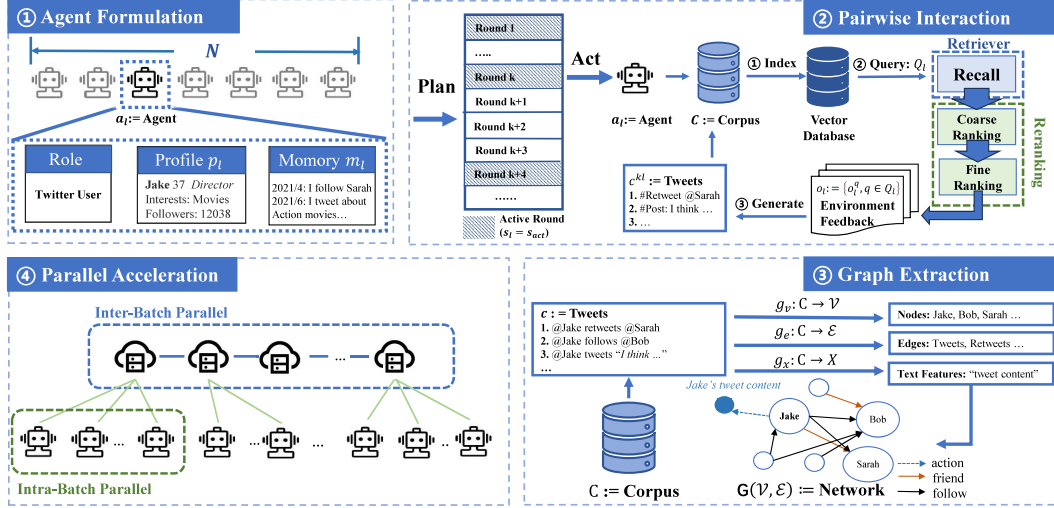 ① Agent Formulation
N
a_l := Agent
Role
Twitter User
Profile p_l
Jake 37 Director
Interests: Movies
Followers: 12038
Momory m_l
2021/4: I follow Sarah
2021/6: I tweet about
Action movies…
② Pairwise Interaction
Plan
Round 1
.....
Round k
Round k+1
Round k+2
Round k+3
Round k+4
……
Active Round
(s_l = s_act)
Act
a_l := Agent
C := Corpus
① Index
Vector
Database
② Query: Q_l
Retriever
Recall
Reranking
Coarse
Ranking
Fine
Ranking
o_l := {o_l^q, q ∈ Q_l}
Environment
Feedback
③ Generate
c^kl := Tweets
1. #Retweet @Sarah
2. #Post: I think …
3. …
④ Parallel Acceleration
Inter-Batch Parallel
...
... ... ... ..
Intra-Batch Parallel
③ Graph Extraction
c := Tweets
1. @Jake retweets @Sarah
2. @Jake follows @Bob
3. @Jake tweets “I think ...”
…
C := Corpus
g_v: C → 𝒱
g_e: C → ℰ
g_x: C → X
Nodes: Jake, Bob, Sarah …
Edges: Tweets, Retweets …
Text Features: “tweet content”
Jake's tweet content
Jake
Bob
Sarah
action
friend
follow
G(𝒱, ℰ) := Network